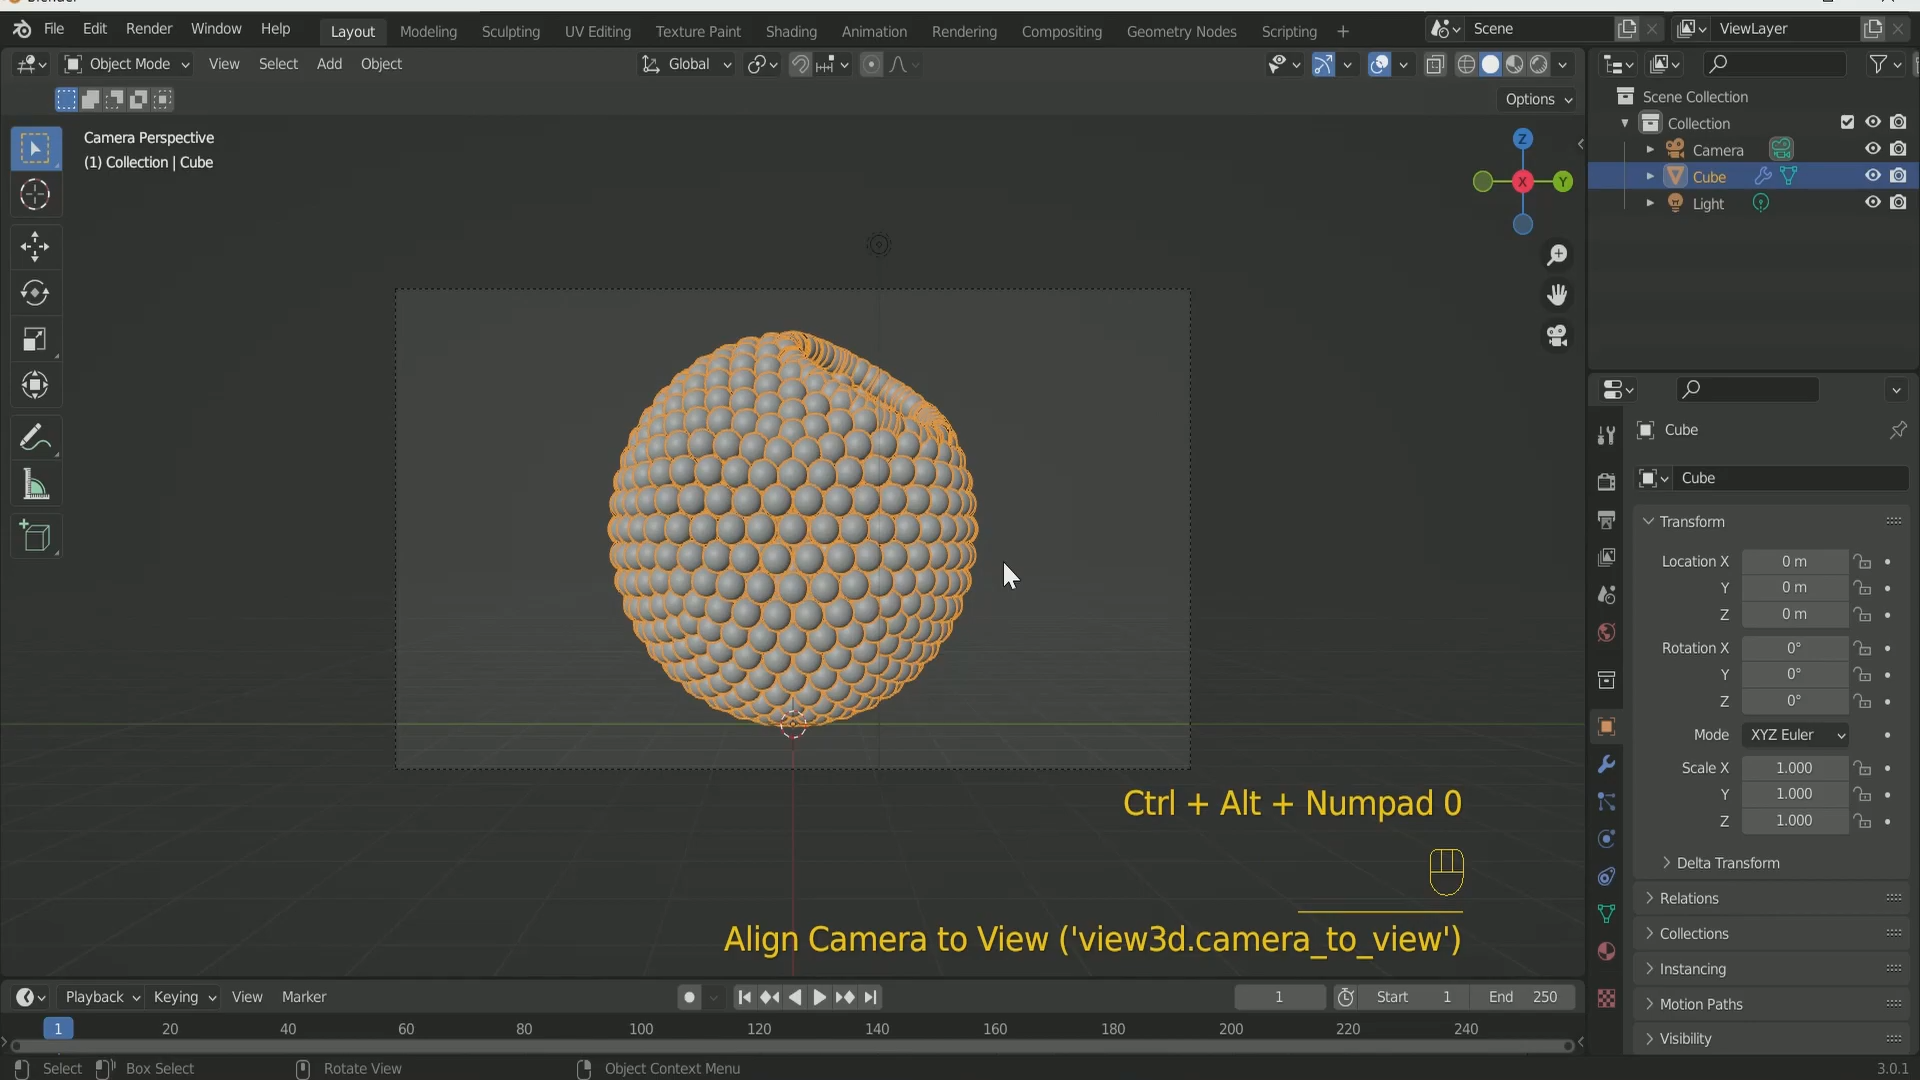 File Edit Render Window Help Layout Modeling Sculpting UV Editing Texture Paint Shading Animation Rendering Compositing Geometry Nodes Scripting + Scene ViewLayer
Object Mode View Select Add Object Global
Options
Camera Perspective
(1) Collection | Cube
Z
X
Y
Scene Collection
Collection
Camera
Cube
Light
Cube
Cube
Transform
Location X 0 m
Y 0 m
Z 0 m
Rotation X 0°
Y 0°
Z 0°
Mode XYZ Euler
Scale X 1.000
Y 1.000
Z 1.000
Delta Transform
Relations
Collections
Instancing
Motion Paths
Visibility
Ctrl + Alt + Numpad 0
Align Camera to View ('view3d.camera_to_view')
Playback Keying View Marker 1 Start 1 End 250
1 20 40 60 80 100 120 140 160 180 200 220 240
Select Box Select Rotate View Object Context Menu 3.0.1